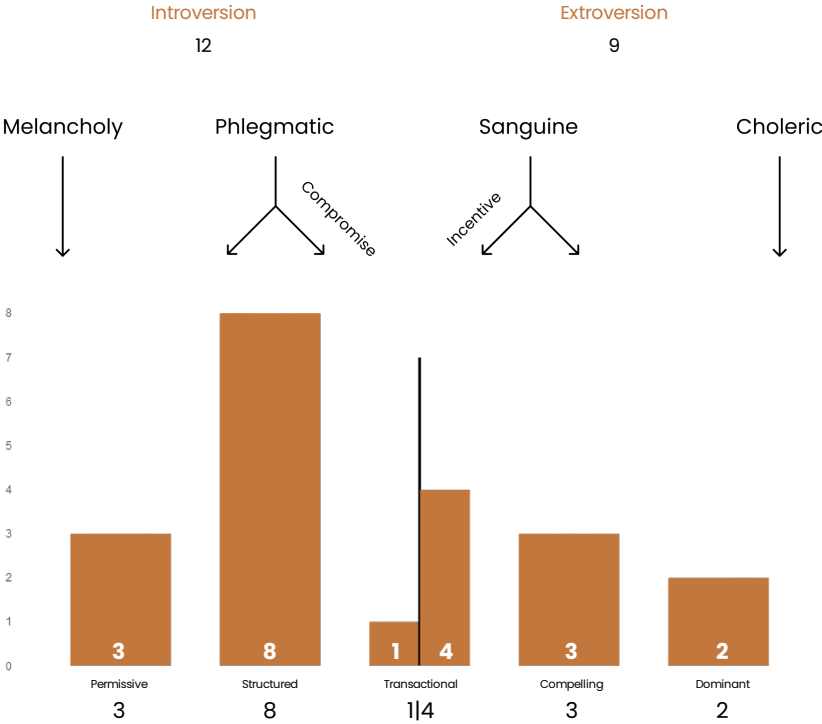 Introversion Extroversion
12 9
Melancholy Phlegmatic Sanguine Choleric
Compromise Incentive
8
7
6
5
4
3
2
1
0
3 8 1 4 3 2
Permissive Structured Transactional Compelling Dominant
3 8 1|4 3 2